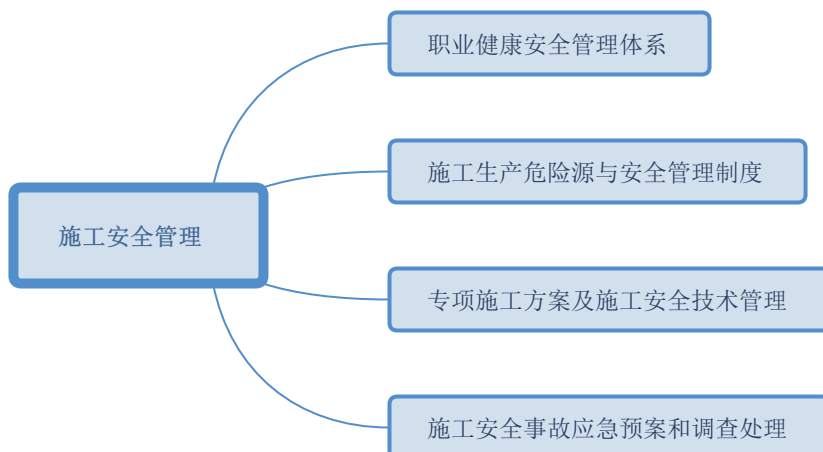 职业健康安全管理体系
施工生产危险源与安全管理制度
施工安全管理
专项施工方案及施工安全技术管理
施工安全事故应急预案和调查处理